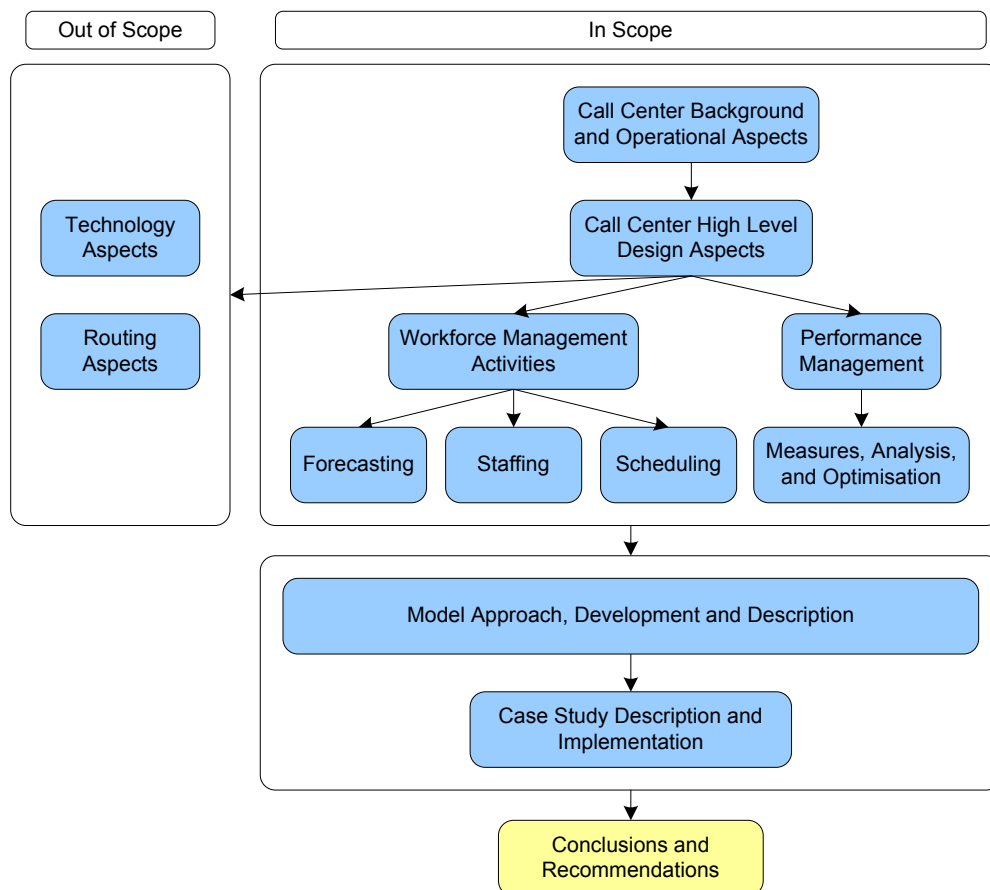 Out of Scope
In Scope
Call Center Background
and Operational Aspects
Technology
Aspects
Call Center High Level
Design Aspects
Routing
Aspects
Workforce Management
Activities
Performance
Management
Forecasting
Staffing
Scheduling
Measures, Analysis,
and Optimisation
Model Approach, Development and Description
Case Study Description and
Implementation
Conclusions and
Recommendations